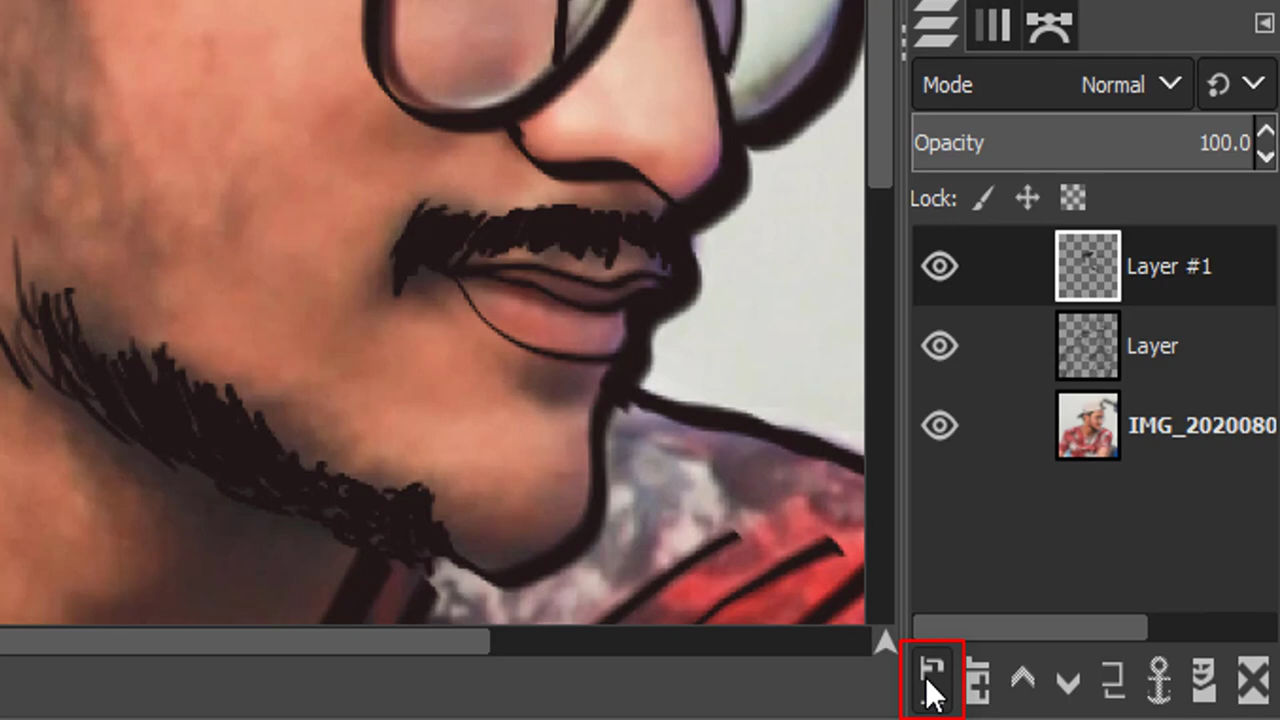 Mode Normal
Opacity 100.0
Lock:
Layer #1
Layer
IMG_2020080